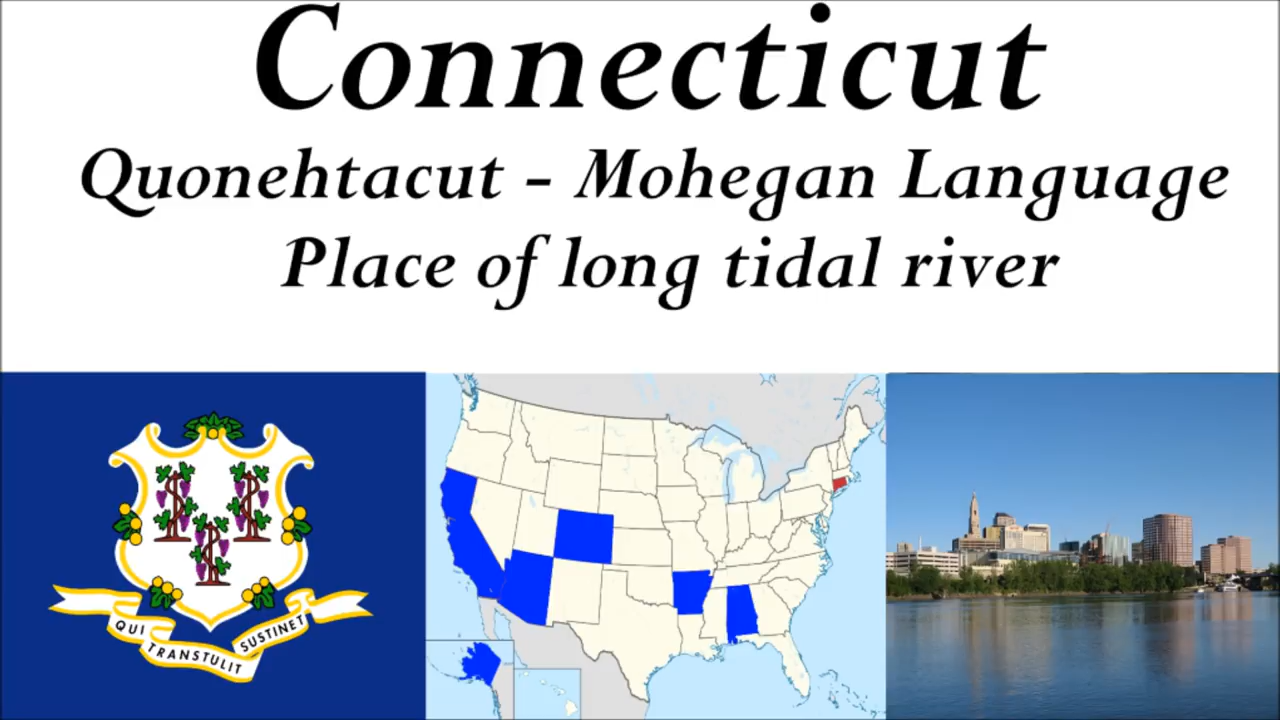 Connecticut
Quonehtacut - Mohegan Language
Place of long tidal river
QUI TRANSTULIT SUSTINET